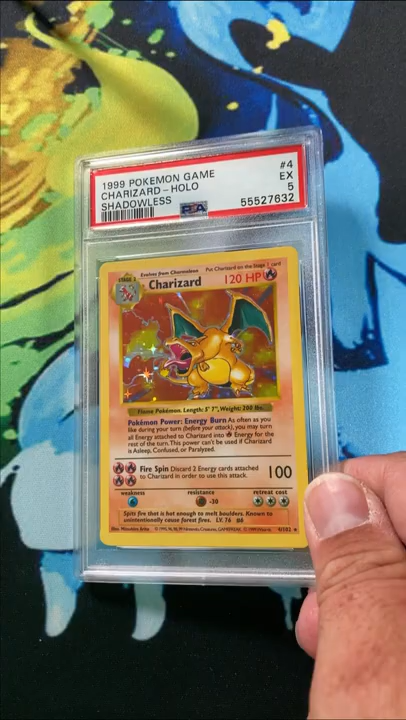 1999 POKEMON GAME #4
CHARIZARD - HOLO EX
SHADOWLESS 5
PSA 55527632
STAGE 2 Evolves from Charmeleon Put Charizard on the Stage 1 card
Charizard 120 HP
Flame Pokémon. Length: 5' 7", Weight: 200 lbs.
Pokémon Power: Energy Burn As often as
like during your turn (before your attack), you may turn
all Energy attached to Charizard into Energy for the
rest of the turn. This power can't be used if Charizard
is Asleep, Confused, or Paralyzed.
Fire Spin Discard 2 Energy cards attached
to Charizard in order to use this attack. 100
weakness resistance retreat cost
-30
Spits fire that is hot enough to melt boulders. Known to
unintentionally cause forest fires. LV. 76 #6
4/102